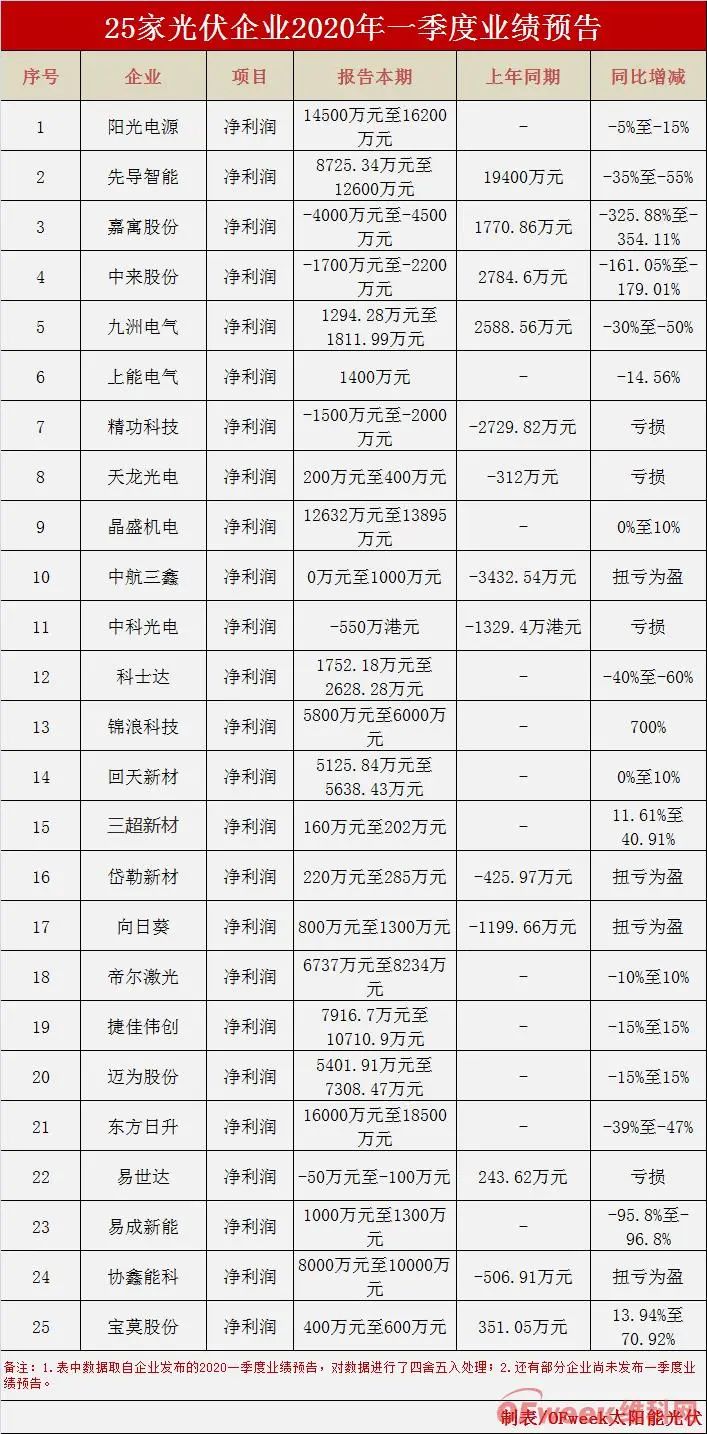 25家光伏企业2020年一季度业绩预告
序号 企业 项目 报告本期 上年同期 同比增减
1 阳光电源 净利润 14500万元至16200万元 - -5%至-15%
2 先导智能 净利润 8725.34万元至12600万元 19400万元 -35%至-55%
3 嘉寓股份 净利润 -4000万元至-4500万元 1770.86万元 -325.88%至-354.11%
4 中来股份 净利润 -1700万元至-2200万元 2784.6万元 -161.05%至-179.01%
5 九洲电气 净利润 1294.28万元至1811.99万元 2588.56万元 -30%至-50%
6 上能电气 净利润 1400万元 - -14.56%
7 精功科技 净利润 -1500万元至-2000万元 -2729.82万元 亏损
8 天龙光电 净利润 200万元至400万元 -312万元 亏损
9 晶盛机电 净利润 12632万元至13895万元 - 0%至10%
10 中航三鑫 净利润 0万元至1000万元 -3432.54万元 扭亏为盈
11 中科光电 净利润 -550万港元 -1329.4万港元 亏损
12 科士达 净利润 1752.18万元至2628.28万元 - -40%至-60%
13 锦浪科技 净利润 5800万元至6000万元 - 700%
14 回天新材 净利润 5125.84万元至5638.43万元 - 0%至10%
15 三超新材 净利润 160万元至202万元 - 11.61%至40.91%
16 岱勒新材 净利润 220万元至285万元 -425.97万元 扭亏为盈
17 向日葵 净利润 800万元至1300万元 -1199.66万元 扭亏为盈
18 帝尔激光 净利润 6737万元至8234万元 - -10%至10%
19 捷佳伟创 净利润 7916.7万元至10710.9万元 - -15%至15%
20 迈为股份 净利润 5401.91万元至7308.47万元 - -15%至15%
21 东方日升 净利润 16000万元至18500万元 - -39%至-47%
22 易世达 净利润 -50万元至-100万元 243.62万元 亏损
23 易成新能 净利润 1000万元至1300万元 - -95.8%至-96.8%
24 协鑫能科 净利润 8000万元至10000万元 -506.91万元 扭亏为盈
25 宝莫股份 净利润 400万元至600万元 351.05万元 13.94%至70.92%
备注：1.表中数据取自企业发布的2020一季度业绩预告，对数据进行了四舍五入处理；2.还有部分企业尚未发布一季度业绩预告。
OFweek维科网
制表/OFweek太阳能光伏